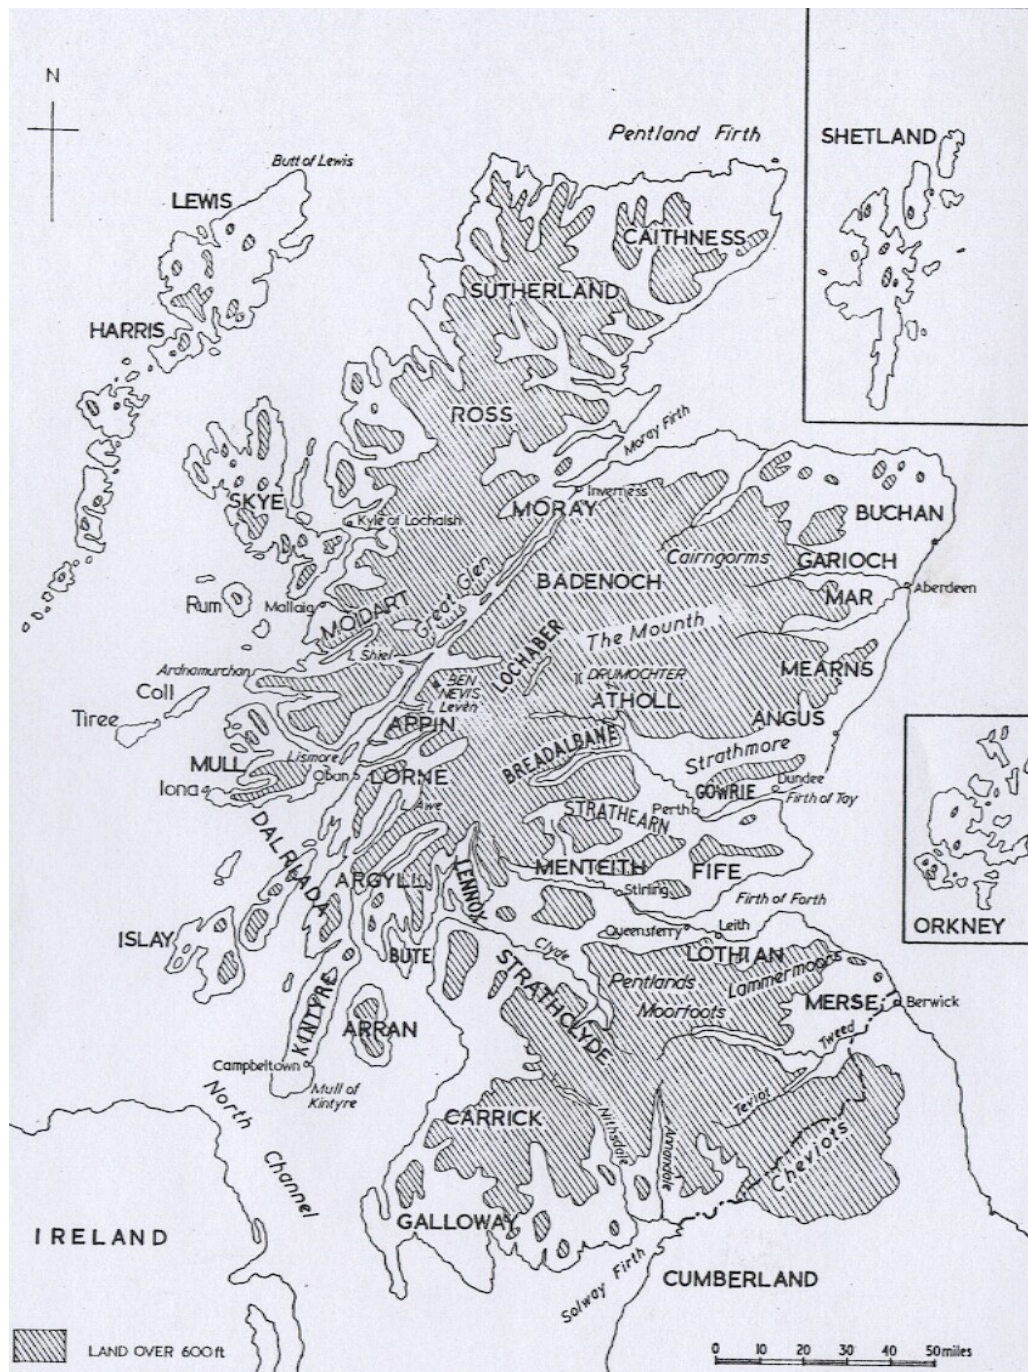 N
Pentland Firth
SHETLAND
Butt of Lewis
LEWIS
CAITHNESS
SUTHERLAND
HARRIS
ROSS
Moray Firth
SKYE
Inverness
MORAY
BUCHAN
Kyle of Lochalsh
Cairngorms
GARIOCH
Great Glen
BADENOCH
Aberdeen
Rum
Mallaig
MOIDART
MAR
The Mounth
L Shiel
LOCHABER
Ardnamurchan
BEN
NEVIS
DRUMOCHTER
MEARNS
Coll
L Leven
ATHOLL
Tiree
APPIN
ANGUS
BREADALBANE
Strathmore
Lismore
MULL
Oban
LORNE
Dundee
Iona
GOWRIE
Firth of Tay
L Awe
STRATHEARN
Perth
DALRIADA
MENTEITH
FIFE
ARGYLL
LENNOX
Stirling
Firth of Forth
ORKNEY
ISLAY
Queensferry
Leith
BUTE
Clyde
LOTHIAN
STRATHCLYDE
Pentlands
Lammermoors
KINTYRE
Moorfoots
MERSE
Berwick
ARRAN
Tweed
Campbeltown
Mull of
Kintyre
North
Channel
CARRICK
Nithsdale
Annandale
Teviot
Cheviots
GALLOWAY
IRELAND
Solway Firth
CUMBERLAND
LAND OVER 600ft
0 10 20 30 40 50 miles